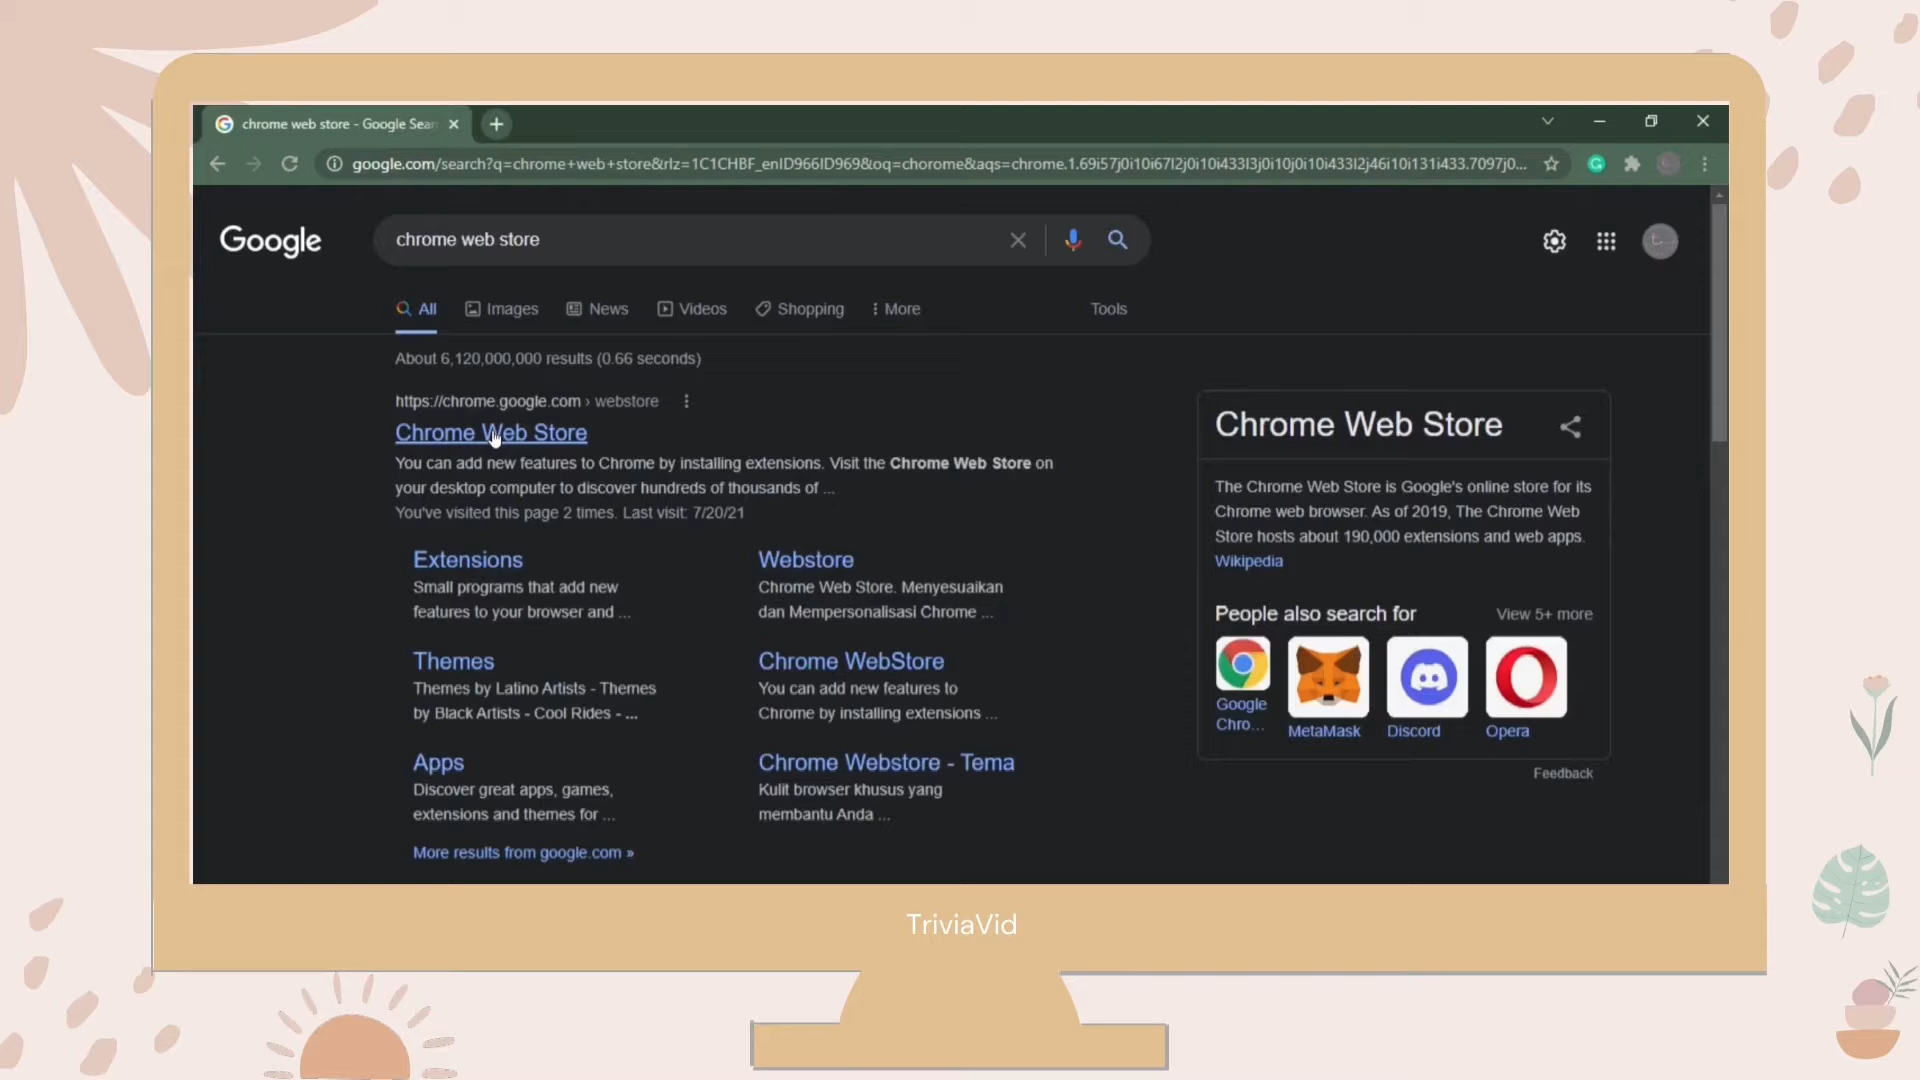 chrome web store - Google Sear
google.com/search?q=chrome+web+store&rlz=1C1CHBF_enID966ID969&oq=chorome&aqs=chrome.1.69i57j0i10i67l2j0i10i433l3j0i10j0i10i433l2j46i10i131i433.7097j0...
Google
chrome web store
All Images News Videos Shopping More Tools
About 6,120,000,000 results (0.66 seconds)
https://chrome.google.com › webstore
Chrome Web Store
You can add new features to Chrome by installing extensions. Visit the Chrome Web Store on
your desktop computer to discover hundreds of thousands of ...
You've visited this page 2 times. Last visit: 7/20/21
Extensions
Small programs that add new
features to your browser and ...
Webstore
Chrome Web Store. Menyesuaikan
dan Mempersonalisasi Chrome ...
Themes
Themes by Latino Artists - Themes
by Black Artists - Cool Rides - ...
Chrome WebStore
You can add new features to
Chrome by installing extensions ...
Apps
Discover great apps, games,
extensions and themes for ...
Chrome Webstore - Tema
Kulit browser khusus yang
membantu Anda ...
More results from google.com »
Chrome Web Store
The Chrome Web Store is Google's online store for its
Chrome web browser. As of 2019, The Chrome Web
Store hosts about 190,000 extensions and web apps.
Wikipedia
People also search for View 5+ more
Google
Chro...
MetaMask
Discord
Opera
Feedback
TriviaVid